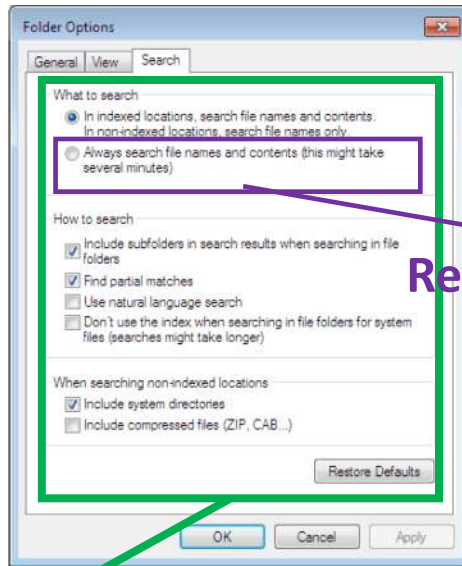 Folder Options
General View Search
What to search
In indexed locations, search file names and contents.
In non-indexed locations, search file names only.
Always search file names and contents (this might take
several minutes)
How to search
Include subfolders in search results when searching in file
folders
Re
Find partial matches
Use natural language search
Don't use the index when searching in file folders for system
files (searches might take longer)
When searching non-indexed locations
Include system directories
Include compressed files (ZIP, CAB...)
Restore Defaults
OK Cancel Apply